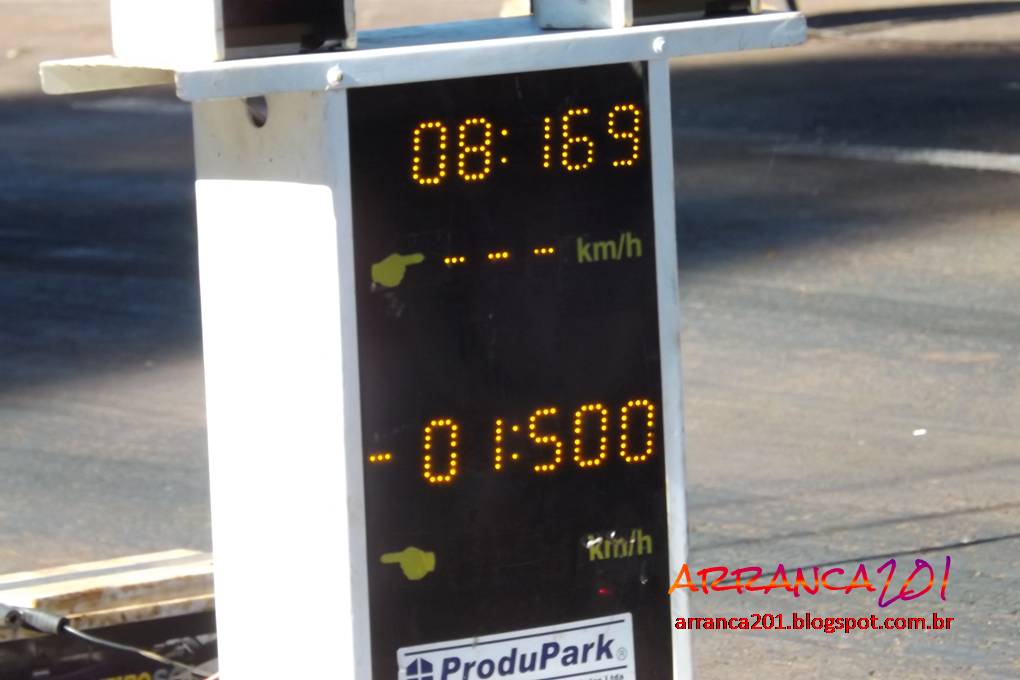 08:169
--- km/h
-01:500
km/h
ProduPark®
ARRANCA201
arranca201.blogspot.com.br